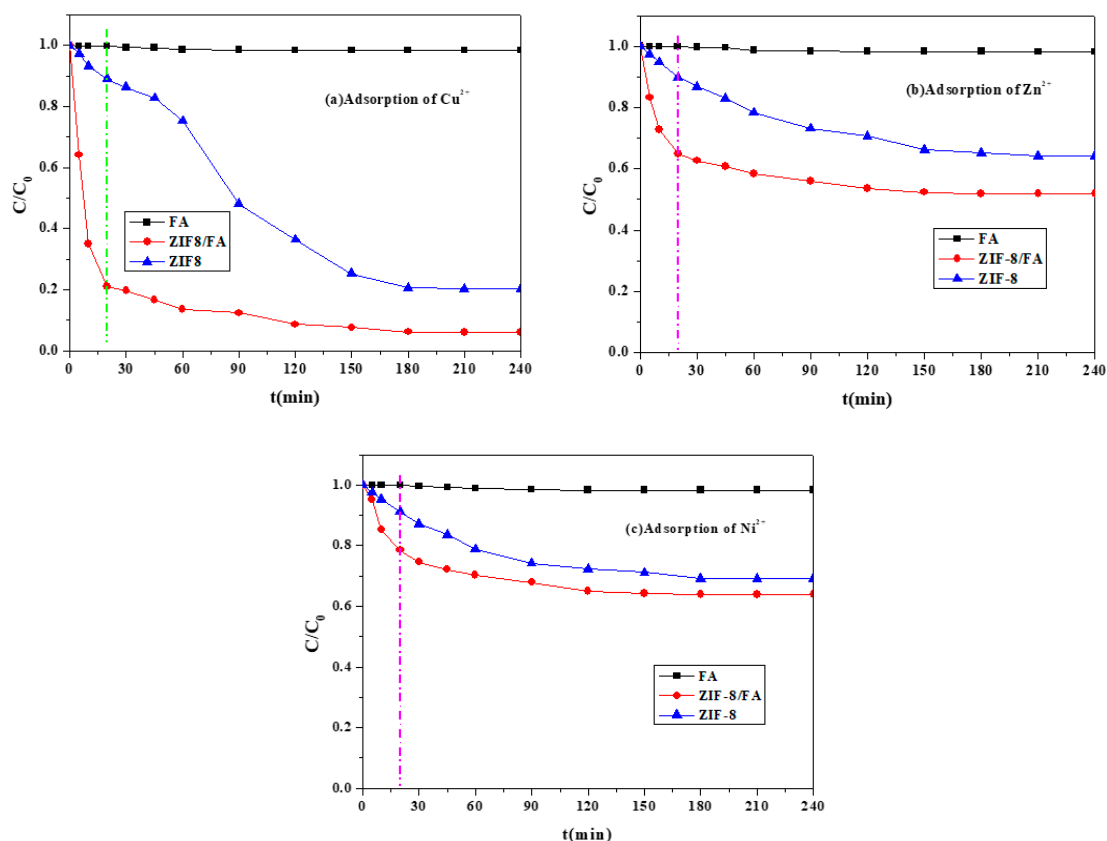 (a)Adsorption of Cu²⁺
C/C₀
1.0
0.8
0.6
0.4
0.2
0.0
FA
ZIF8/FA
ZIF8
0 30 60 90 120 150 180 210 240
t(min)
(b)Adsorption of Zn²⁺
C/C₀
1.0
0.8
0.6
0.4
0.2
0.0
FA
ZIF-8/FA
ZIF-8
0 30 60 90 120 150 180 210 240
t(min)
(c)Adsorption of Ni²⁺
C/C₀
1.0
0.8
0.6
0.4
0.2
0.0
FA
ZIF-8/FA
ZIF-8
0 30 60 90 120 150 180 210 240
t(min)